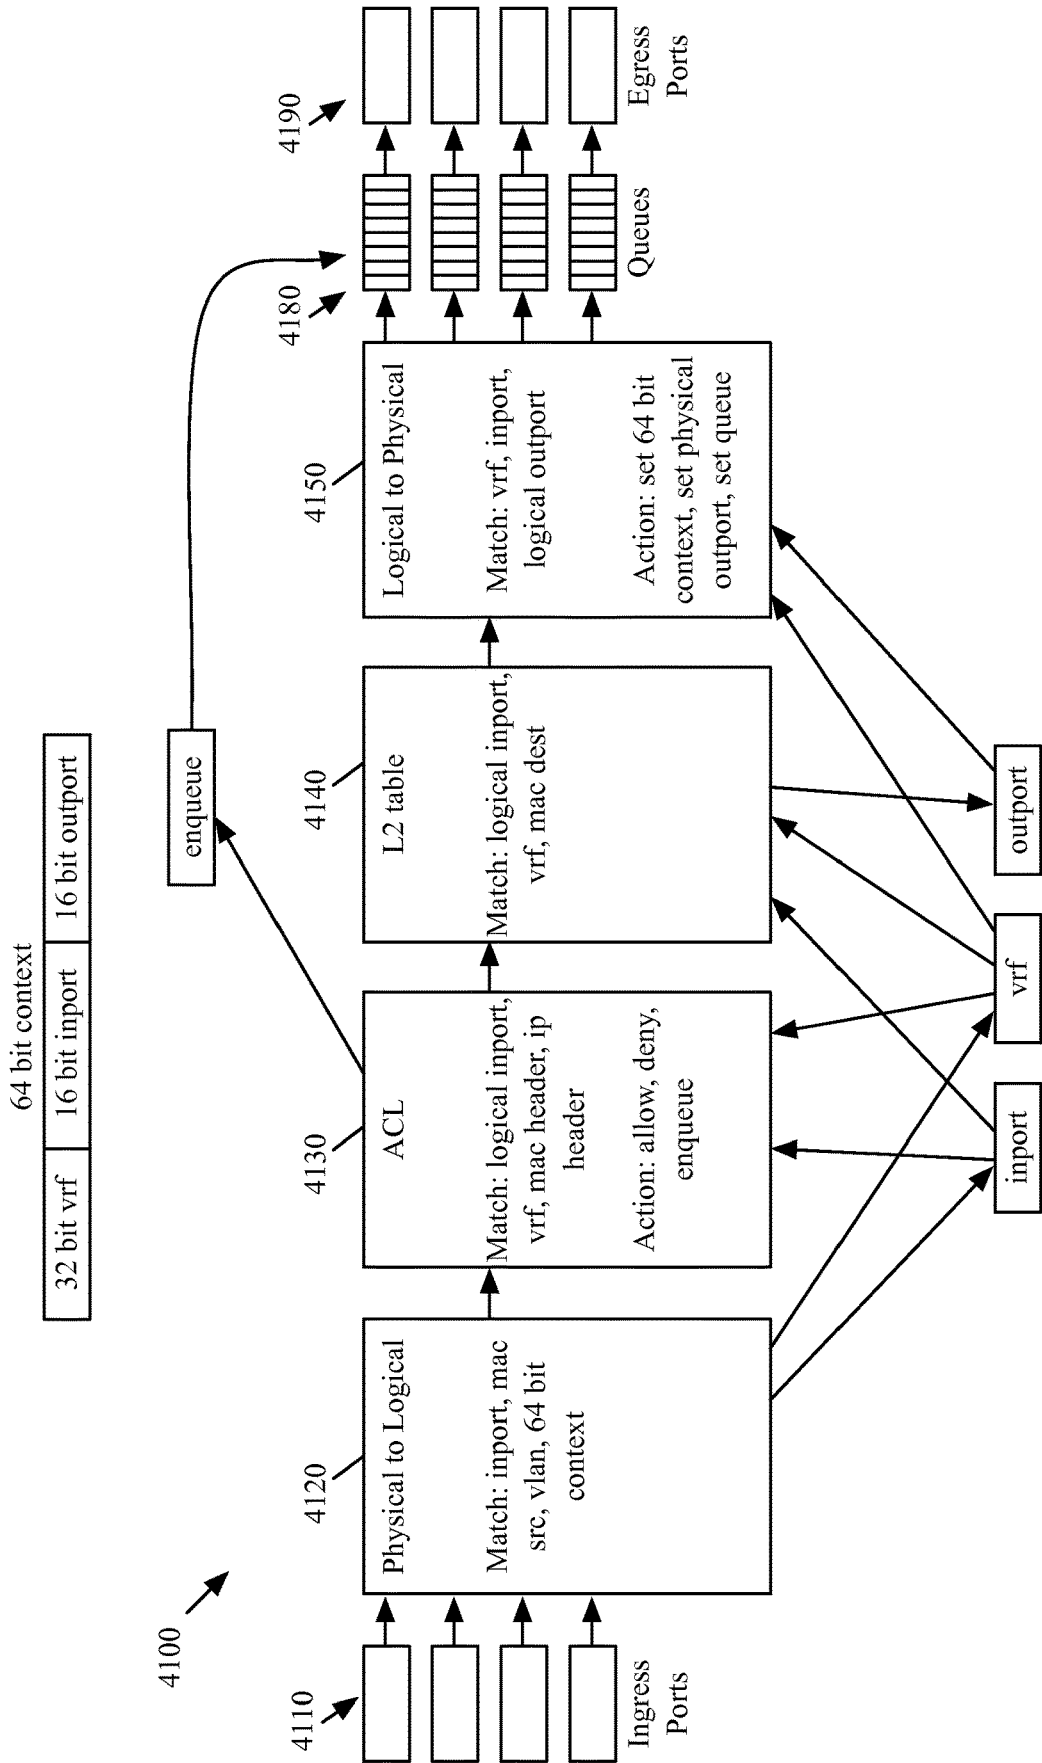 64 bit context
32 bit vrf
16 bit inport
16 bit outport
4100
enqueue
4110
4120
4130
4140
4150
4180
4190
Physical to Logical
Match: inport, mac
src, vlan, 64 bit
context
ACL
Match: logical inport,
vrf, mac header, ip
header
Action: allow, deny,
enqueue
L2 table
Match: logical inport,
vrf, mac dest
Logical to Physical
Match: vrf, inport,
logical outport
Action: set 64 bit
context, set physical
outport, set queue
Ingress
Ports
Queues
Egress
Ports
inport
vrf
outport